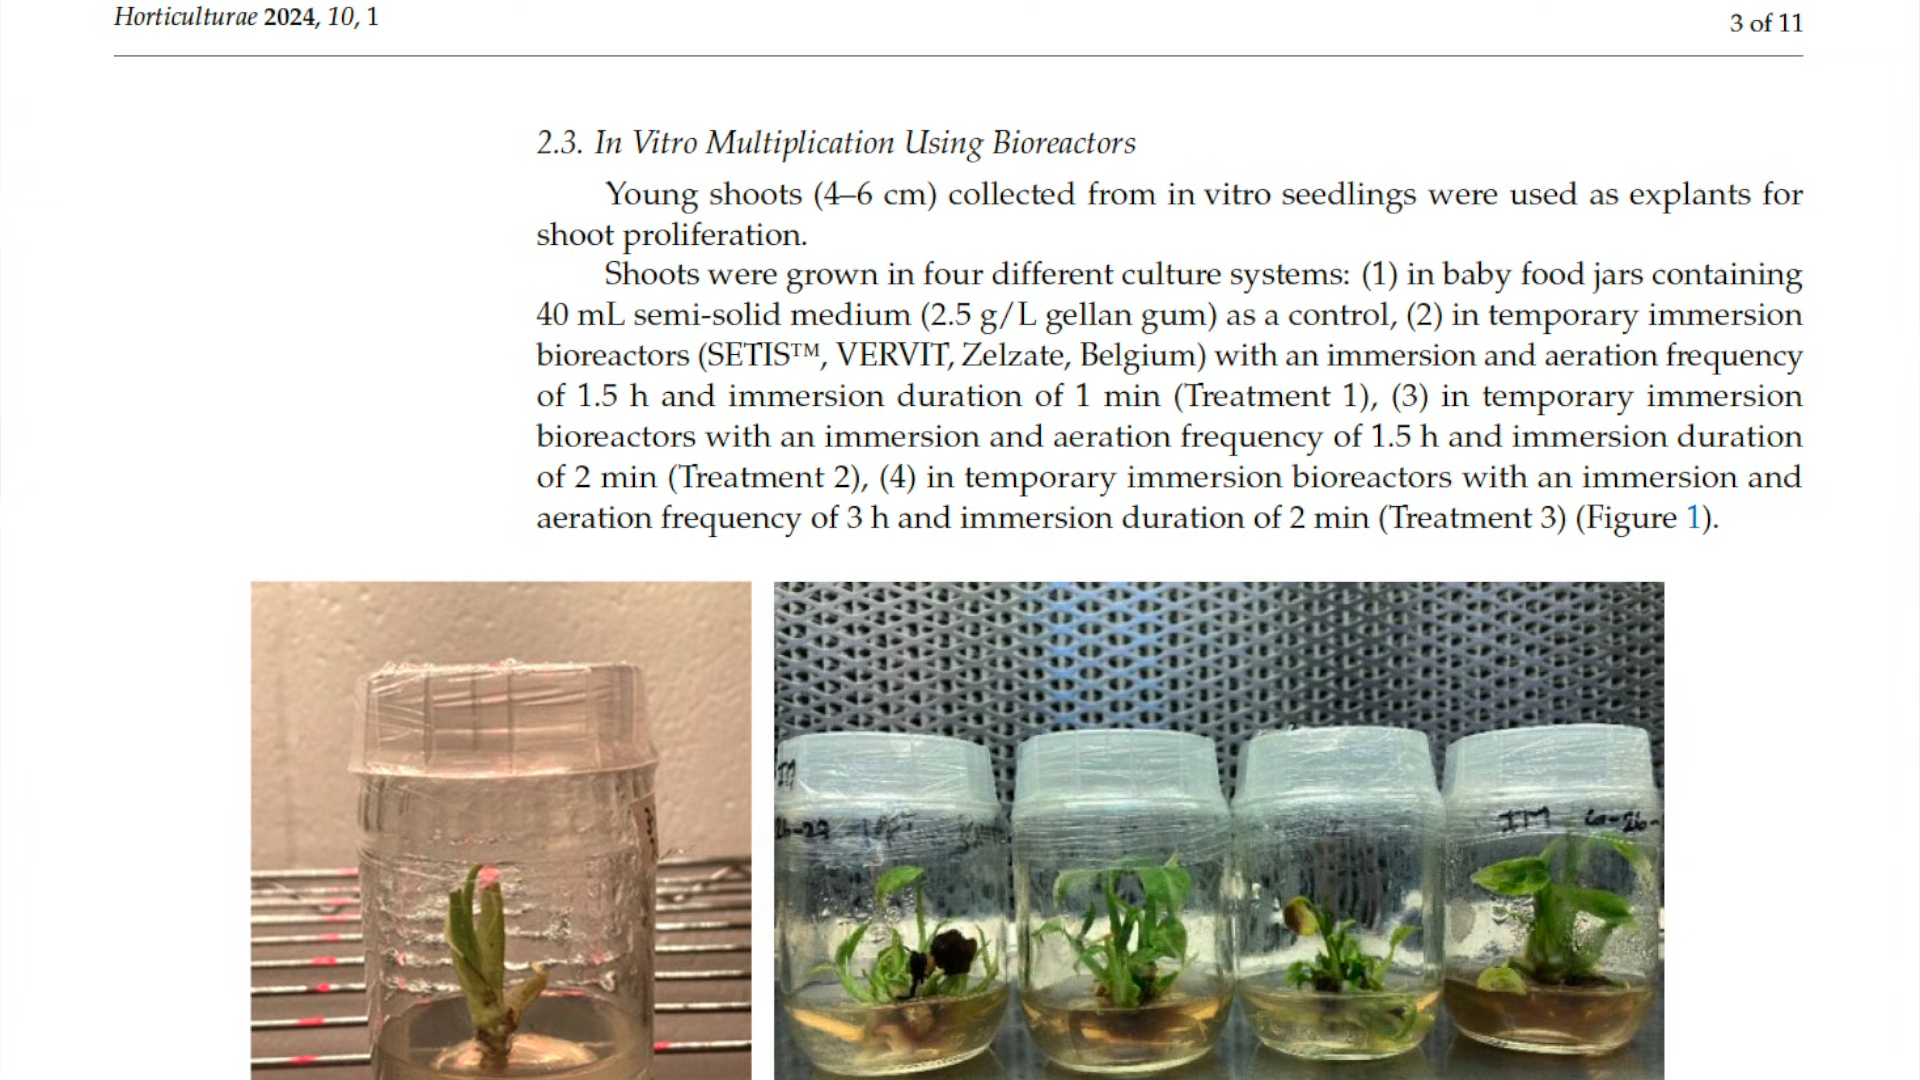 Horticulturae 2024, 10, 1
3 of 11
2.3. In Vitro Multiplication Using Bioreactors
Young shoots (4–6 cm) collected from in vitro seedlings were used as explants for
shoot proliferation.
Shoots were grown in four different culture systems: (1) in baby food jars containing
40 mL semi-solid medium (2.5 g/L gellan gum) as a control, (2) in temporary immersion
bioreactors (SETIS™, VERVIT, Zelzate, Belgium) with an immersion and aeration frequency
of 1.5 h and immersion duration of 1 min (Treatment 1), (3) in temporary immersion
bioreactors with an immersion and aeration frequency of 1.5 h and immersion duration
of 2 min (Treatment 2), (4) in temporary immersion bioreactors with an immersion and
aeration frequency of 3 h and immersion duration of 2 min (Treatment 3) (Figure 1).